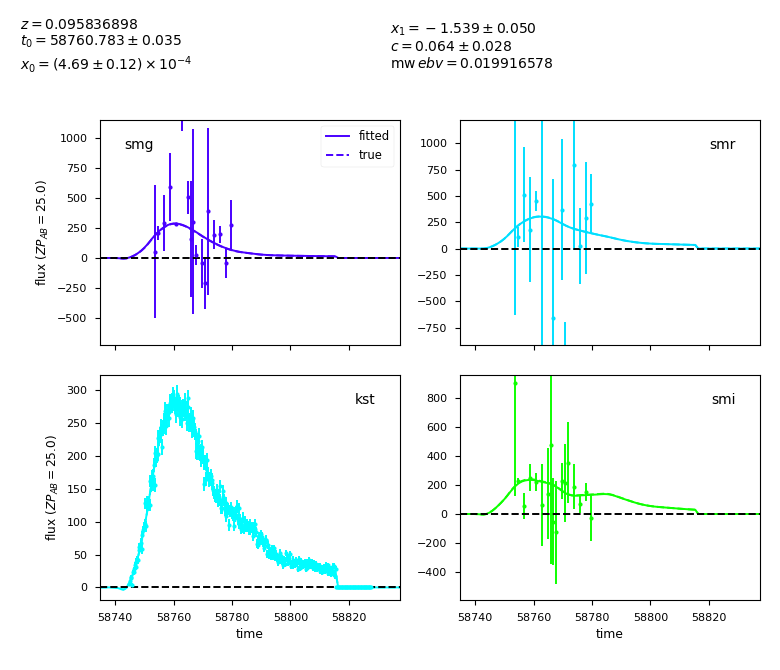 z = 0.095836898
t₀ = 58760.783 ± 0.035
x₀ = (4.69 ± 0.12) × 10⁻⁴
x₁ = −1.539 ± 0.050
c = 0.064 ± 0.028
mw ebv = 0.019916578
smg
fitted
true
1000
750
500
250
0
−250
−500
flux (ZP_AB = 25.0)
smr
1000
750
500
250
0
−250
−500
−750
kst
300
250
200
150
100
50
0
flux (ZP_AB = 25.0)
58740 58760 58780 58800 58820
time
smi
800
600
400
200
0
−200
−400
58740 58760 58780 58800 58820
time